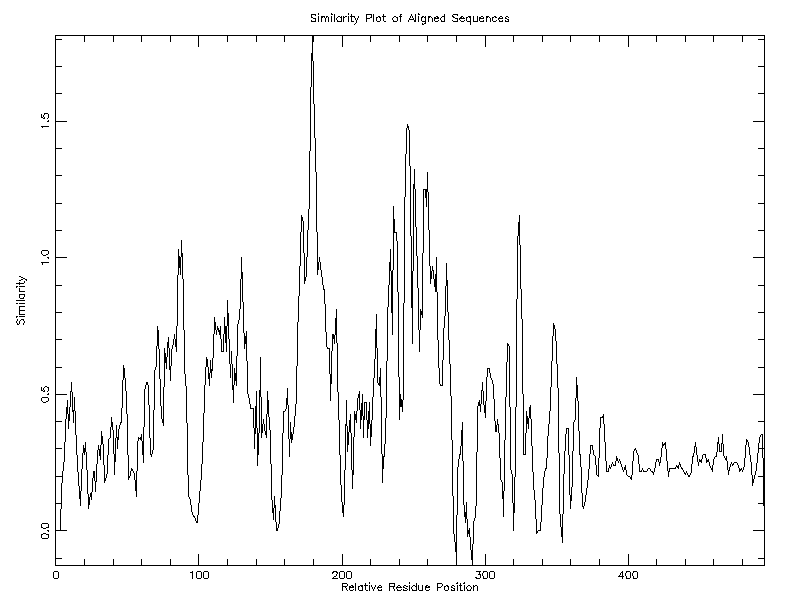 Similarity Plot of Aligned Sequences
1.5
1.0
0.5
0.0
Similarity
0 100 200 300 400
Relative Residue Position